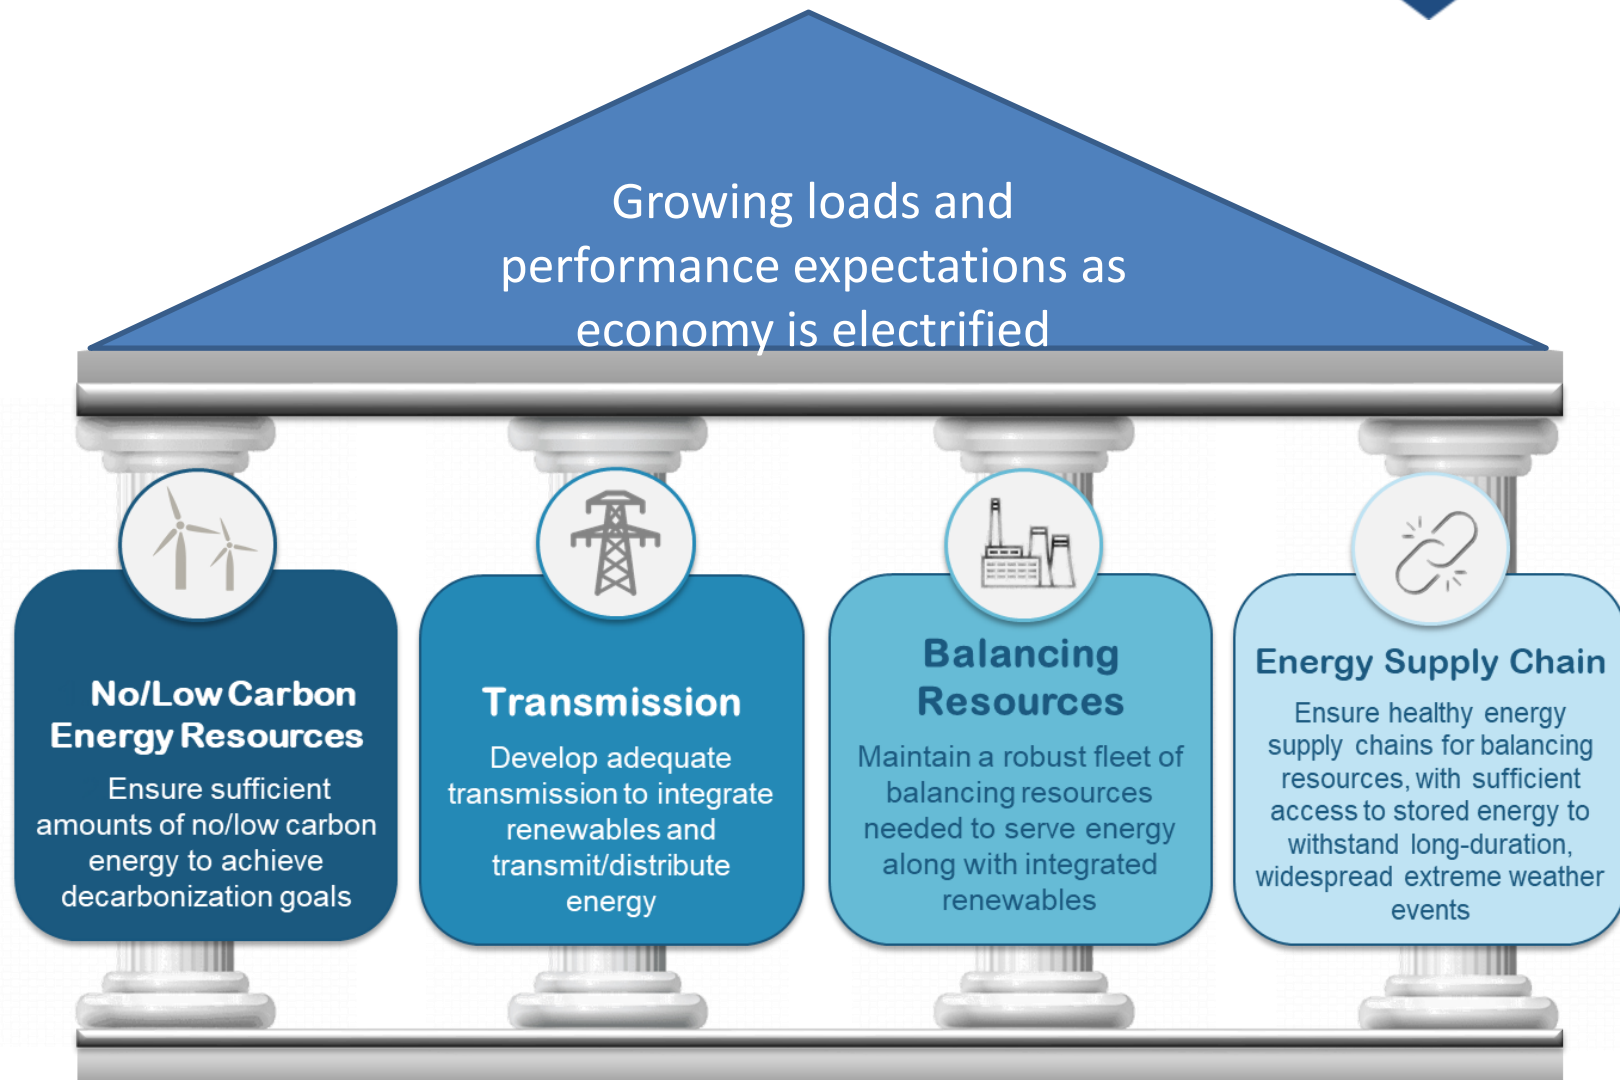 Growing loads and
performance expectations as
economy is electrified
No/Low Carbon
Energy Resources
Ensure sufficient
amounts of no/low carbon
energy to achieve
decarbonization goals
Transmission
Develop adequate
transmission to integrate
renewables and
transmit/distribute
energy
Balancing
Resources
Maintain a robust fleet of
balancing resources
needed to serve energy
along with integrated
renewables
Energy Supply Chain
Ensure healthy energy
supply chains for balancing
resources, with sufficient
access to stored energy to
withstand long-duration,
widespread extreme weather
events